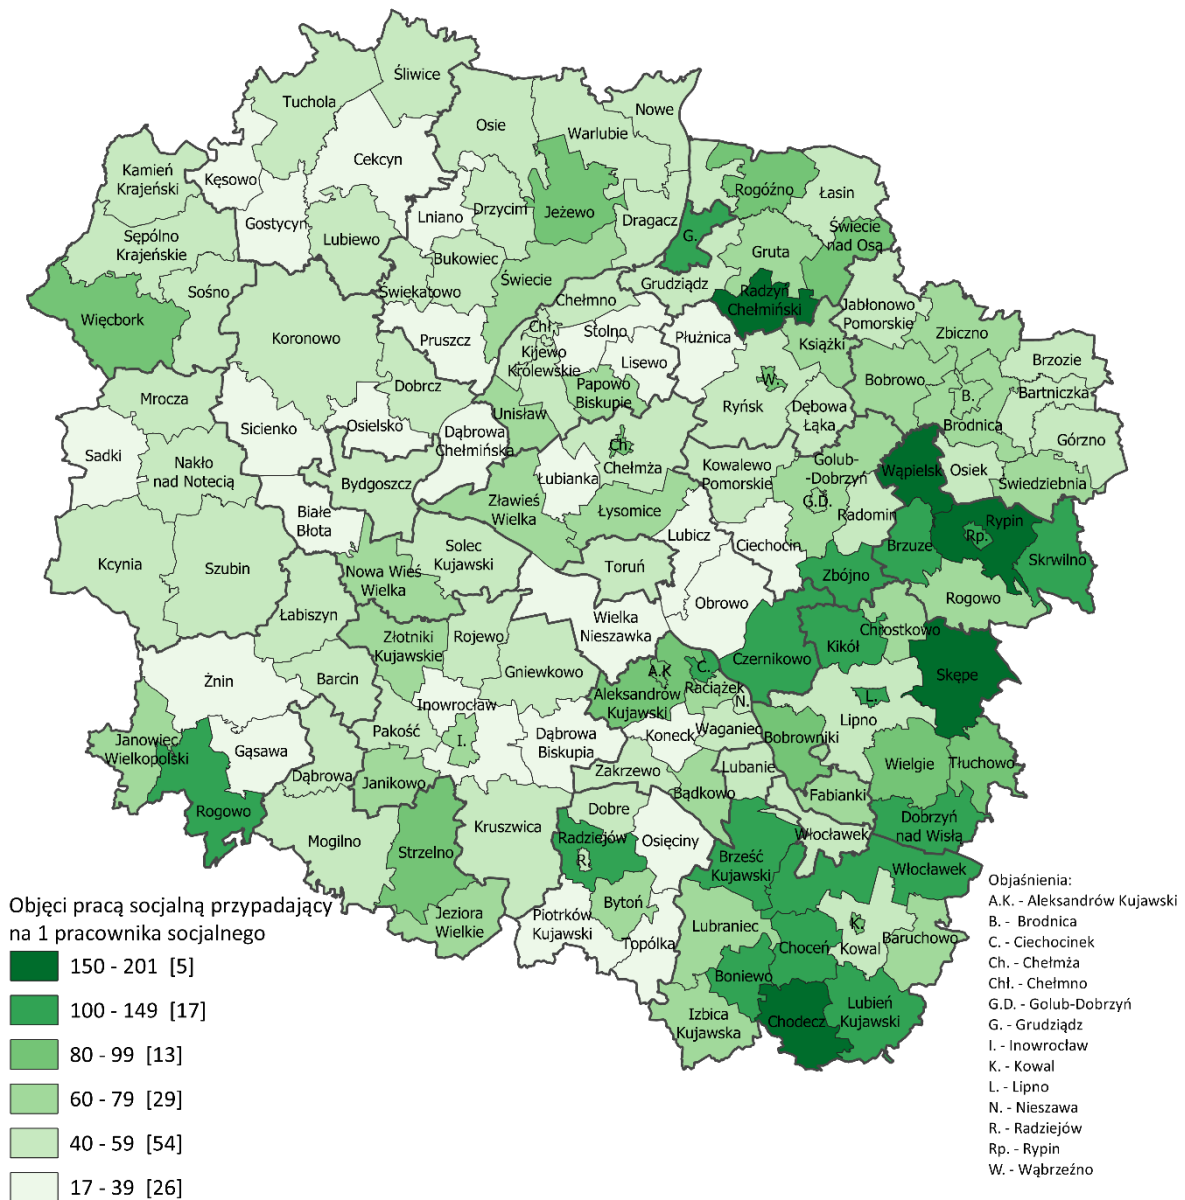 Śliwice
Tuchola
Nowe
Osie
Warlubie
Cekcyn
Kamień
Krajeński
Kęsowo
Rogóźno
Łasin
Drzycim
Jeżewo
Lniano
Dragacz
Gostycyn
Świecie
nad Osą
G.
Sępólno
Krajeńskie
Lubiewo
Gruta
Bukowiec
Świecie
Grudziądz
Sośno
Świekatowo
Radzyń
Chełmiński
Chełmno
Jabłonowo
Pomorskie
Więcbork
Chł.
Stolno
Zbiczno
Koronowo
Pruszcz
Płużnica
Książki
Kijewo
Królewskie
Lisewo
Brzozie
Dobrcz
Papowo
Biskupie
W.
Bobrowo
Bartniczka
B.
Mrocza
Unisław
Ryńsk
Dębowa
Łąka
Brodnica
Sicienko
Osielsko
Dąbrowa
Chełmińska
Górzno
Ch.
Sadki
Nakło
nad Notecią
Chełmża
Kowalewo
Pomorskie
Golub-
-Dobrzyń
Wąpielsk
Osiek
Bydgoszcz
Łubianka
Świedziebnia
Zławieś
Wielka
Łysomice
G.D.
Radomin
Białe
Błota
Rypin
Lubicz
Rp.
Ciechocin
Brzuze
Solec
Kujawski
Skrwilno
Kcynia
Szubin
Toruń
Nowa Wieś
Wielka
Zbójno
Rogowo
Obrowo
Łabiszyn
Wielka
Nieszawka
Złotniki
Kujawskie
Rojewo
Chrostkowo
Kikół
Czernikowo
Gniewkowo
A.K
C.
Skępe
Żnin
Barcin
Raciążek
Aleksandrów
Kujawski
L.
N.
Inowrocław
Lipno
Pakość
Waganiec
Koneck
Dąbrowa
Biskupia
Bobrowniki
Janowiec
Wielkopolski
Gąsawa
I.
Wielgie
Tłuchowo
Lubanie
Dąbrowa
Janikowo
Zakrzewo
Bądkowo
Fabianki
Rogowo
Dobre
Dobrzyń
nad Wisłą
Kruszwica
Włocławek
Mogilno
Radziejów
Osięciny
Strzelno
Brześć
Kujawski
Włocławek
R.
Bytoń
Jeziora
Wielkie
Piotrków
Kujawski
Lubraniec
K.
Topólka
Choceń
Kowal
Baruchowo
Boniewo
Izbica
Kujawska
Chodecz
Lubień
Kujawski
Objęci pracą socjalną przypadający
na 1 pracownika socjalnego
150 - 201 [5]
100 - 149 [17]
80 - 99 [13]
60 - 79 [29]
40 - 59 [54]
17 - 39 [26]
Objaśnienia:
A.K. - Aleksandrów Kujawski
B. - Brodnica
C. - Ciechocinek
Ch. - Chełmża
Chł. - Chełmno
G.D. - Golub-Dobrzyń
G. - Grudziądz
I. - Inowrocław
K. - Kowal
L. - Lipno
N. - Nieszawa
R. - Radziejów
Rp. - Rypin
W. - Wąbrzeźno